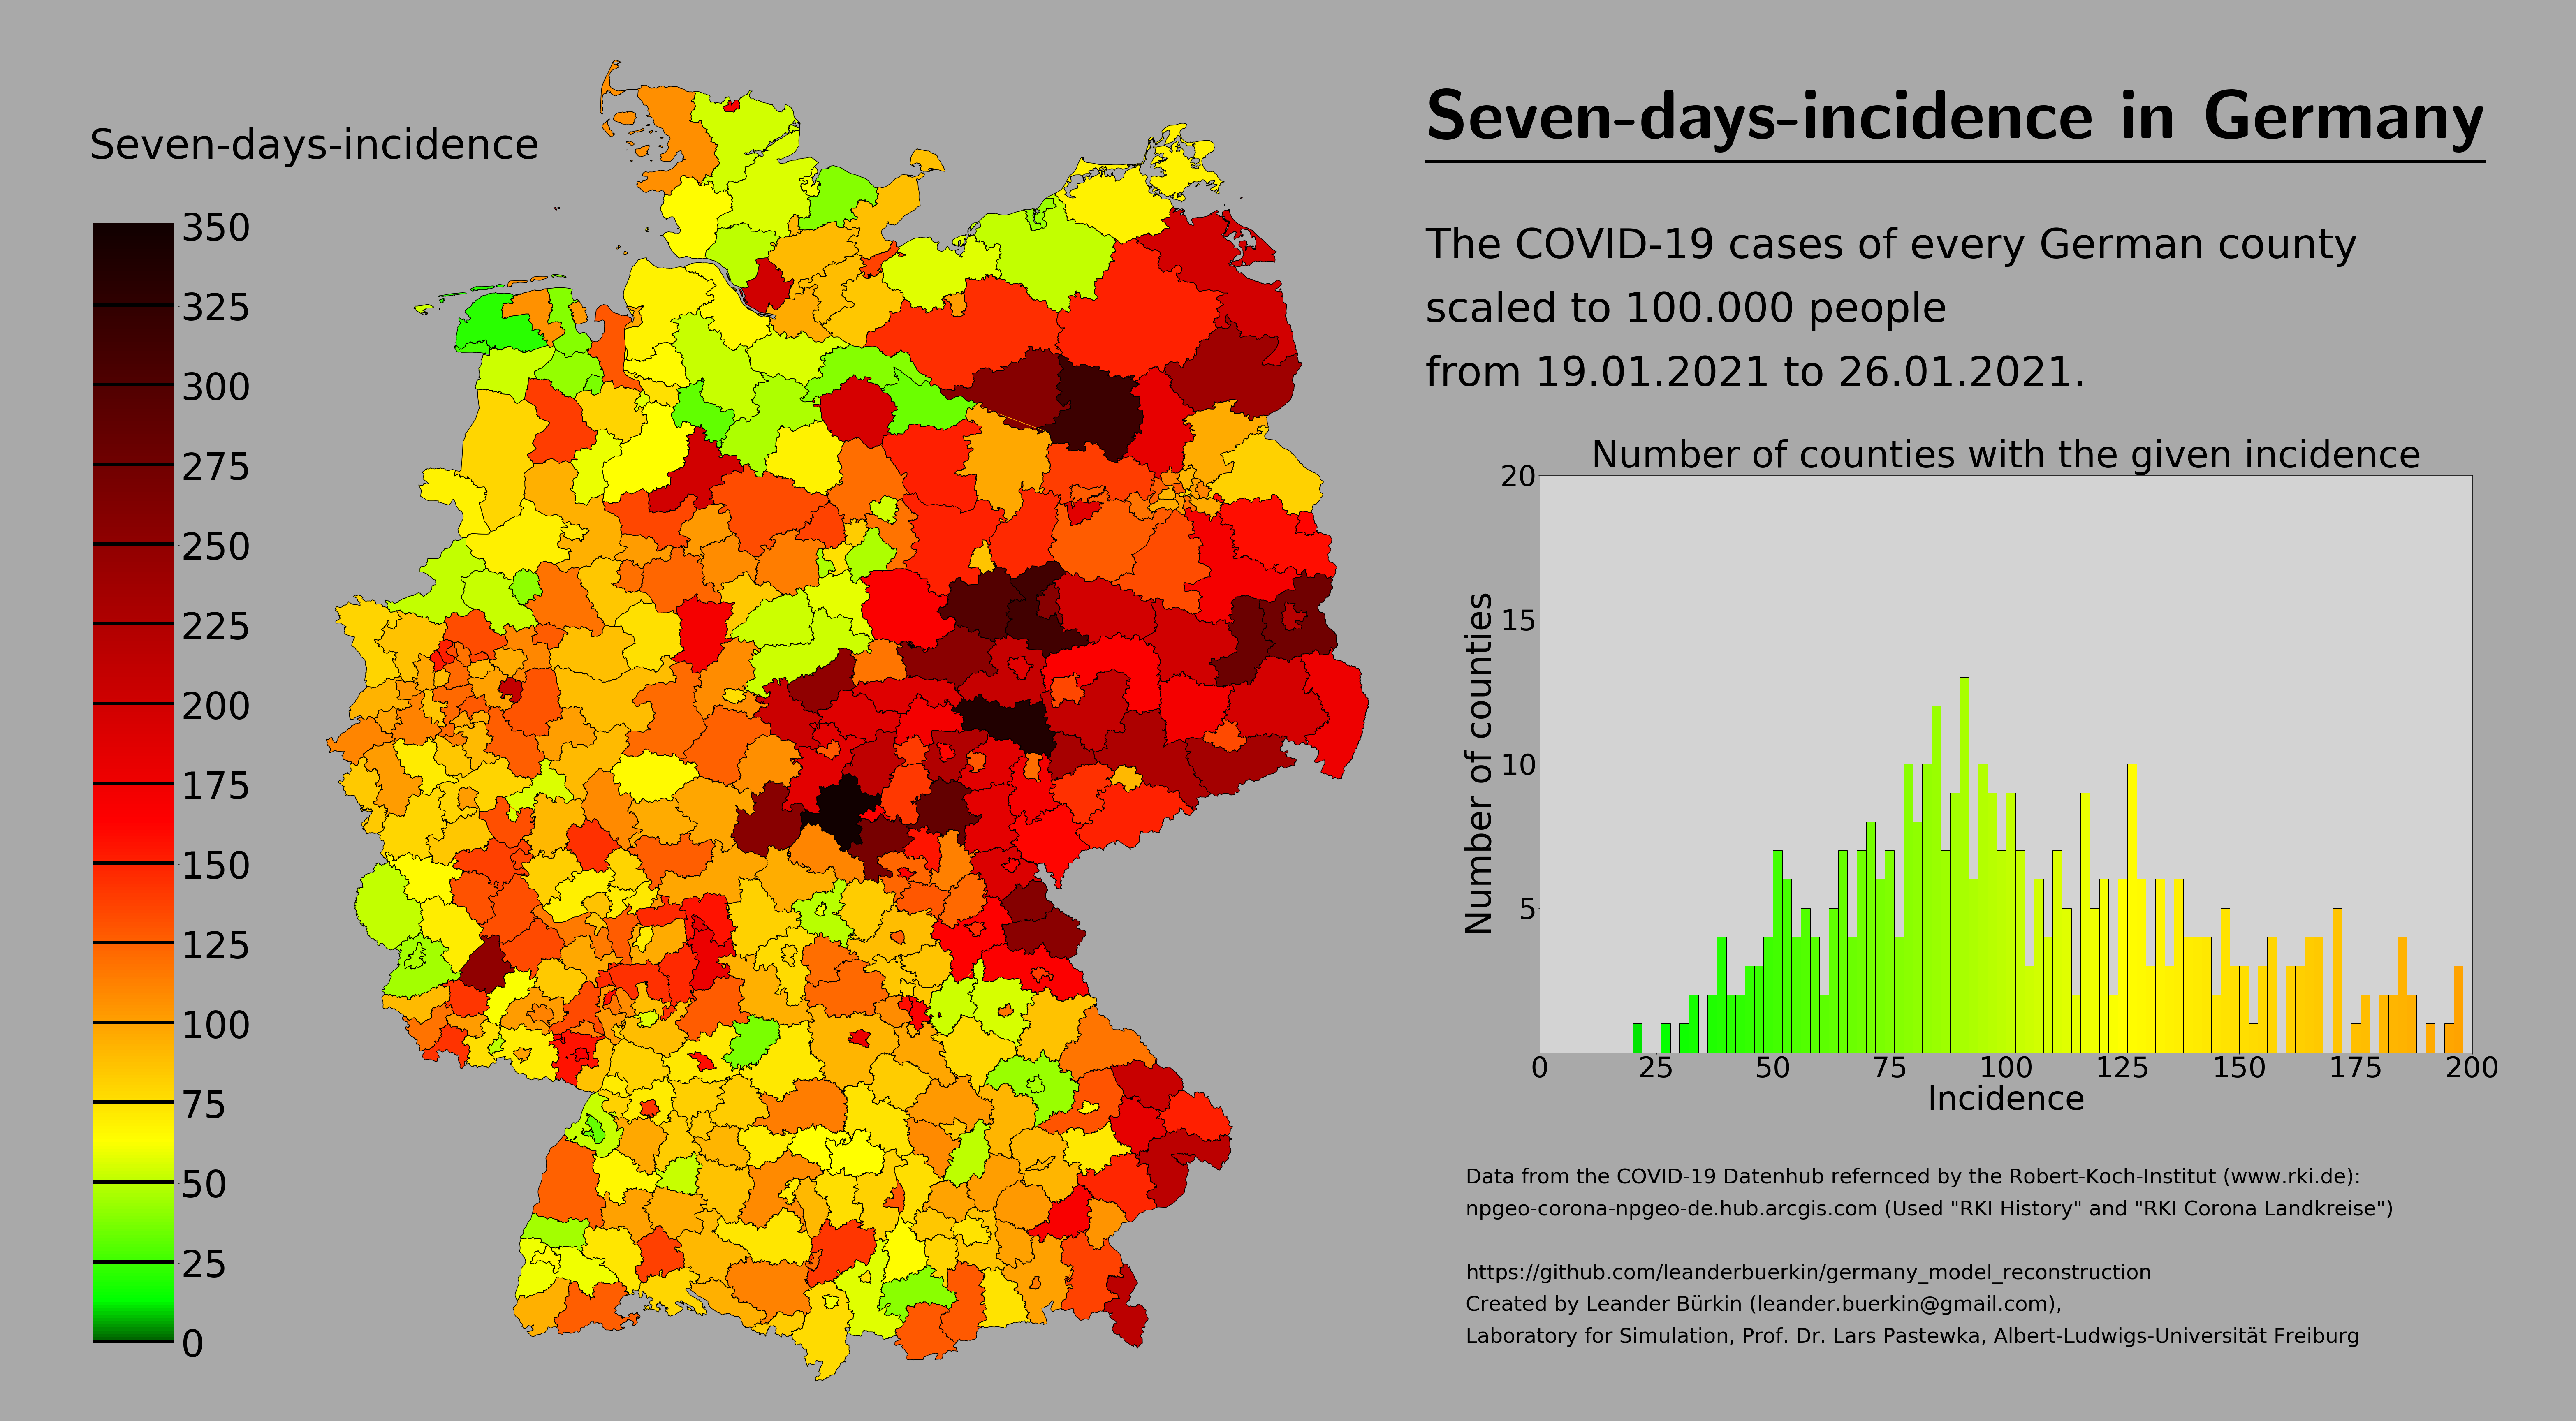 Seven-days-incidence
350
325
300
275
250
225
200
175
150
125
100
75
50
25
0
Seven-days-incidence in Germany
The COVID-19 cases of every German county
scaled to 100.000 people
from 19.01.2021 to 26.01.2021.
Number of counties with the given incidence
20
15
10
5
Number of counties
0 25 50 75 100 125 150 175 200
Incidence
Data from the COVID-19 Datenhub refernced by the Robert-Koch-Institut (www.rki.de):
npgeo-corona-npgeo-de.hub.arcgis.com (Used "RKI History" and "RKI Corona Landkreise")
https://github.com/leanderbuerkin/germany_model_reconstruction
Created by Leander Bürkin (leander.buerkin@gmail.com),
Laboratory for Simulation, Prof. Dr. Lars Pastewka, Albert-Ludwigs-Universität Freiburg